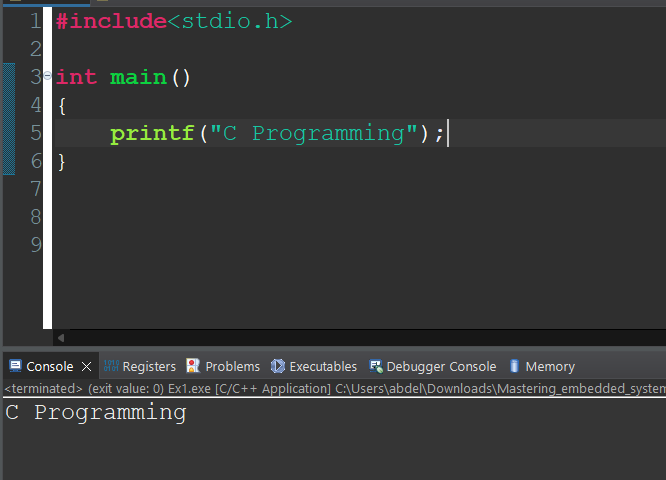 1 #include<stdio.h>
2
3 int main()
4 {
5     printf("C Programming");
6 }
7
8
9
Console Registers Problems Executables Debugger Console Memory
<terminated> (exit value: 0) Ex1.exe [C/C++ Application] C:\Users\abdel\Downloads\Mastering_embedded_system
C Programming